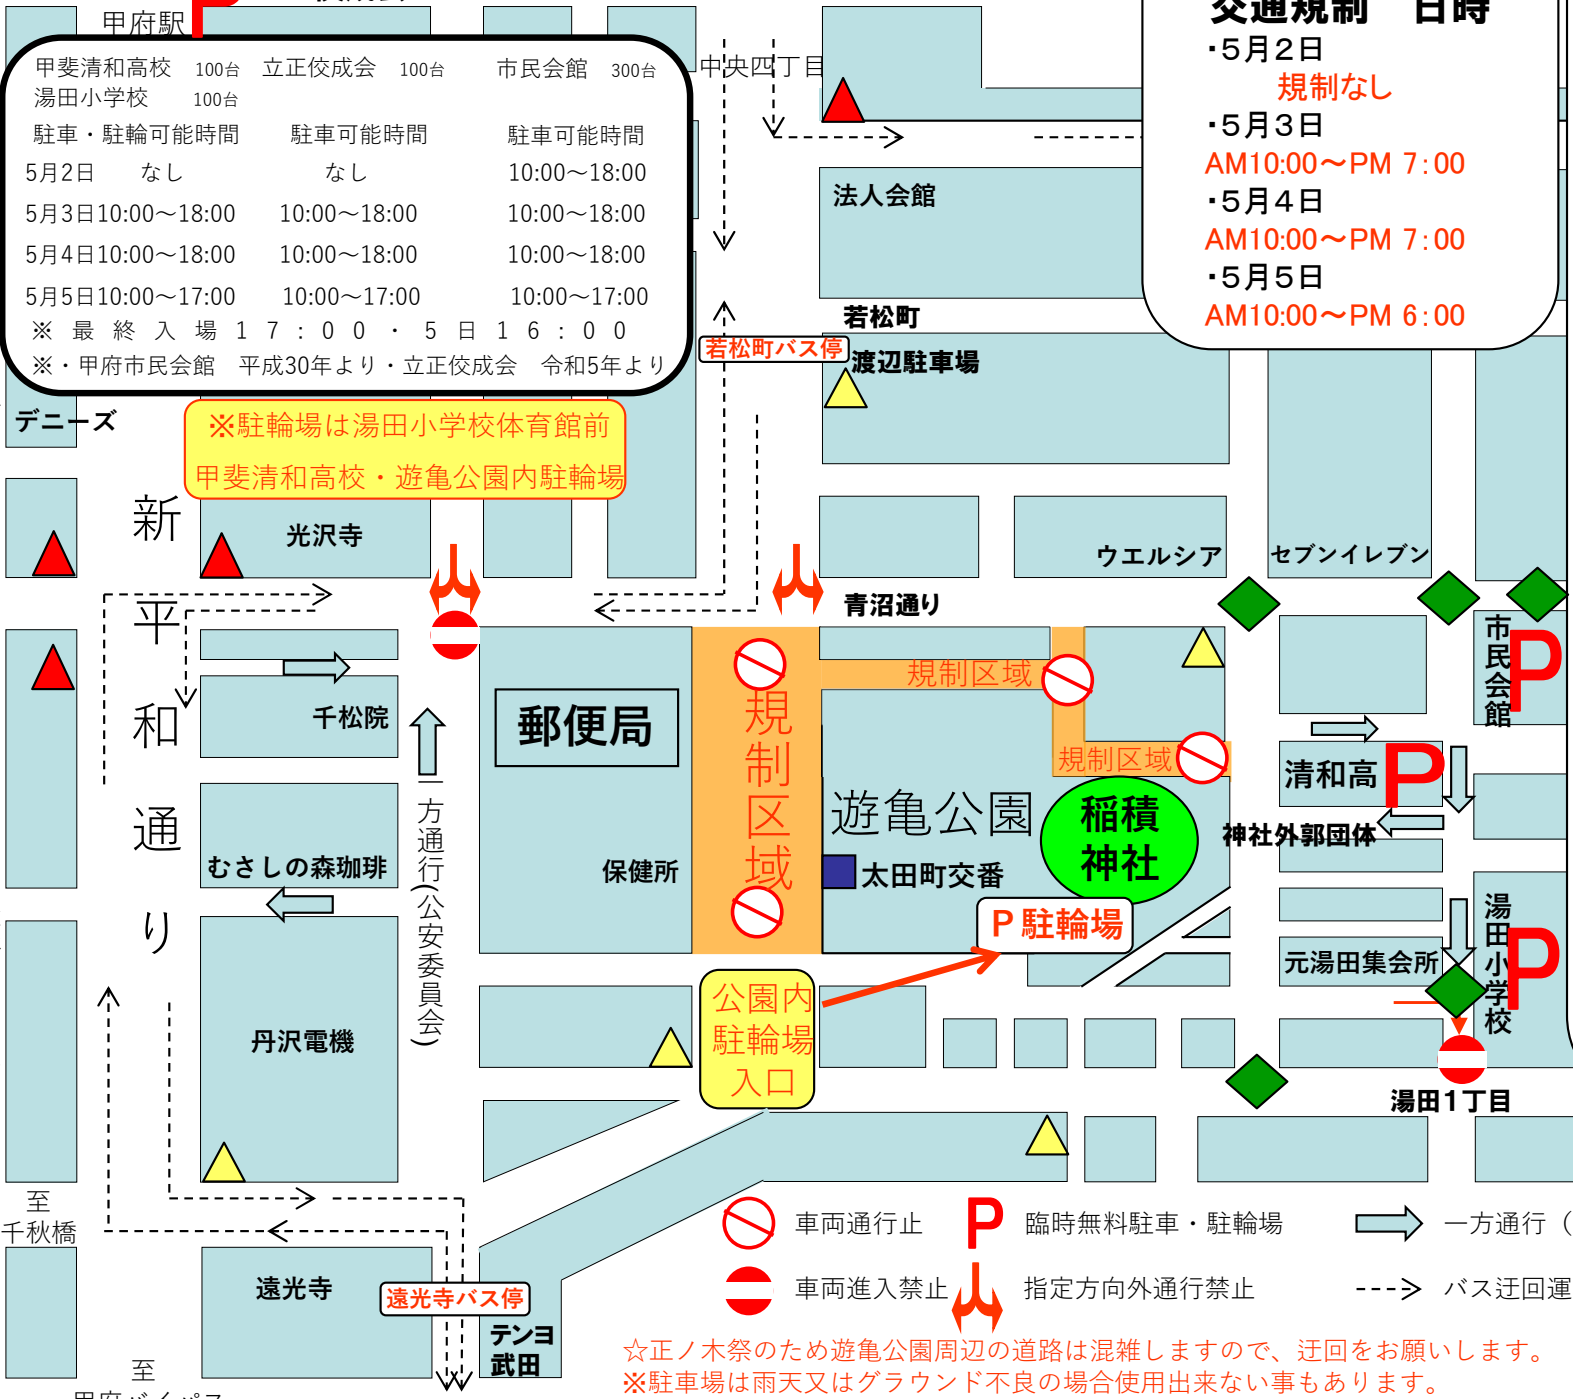 甲府駅
P
甲斐清和高校 100台 立正佼成会 100台 市民会館 300台
湯田小学校 100台
駐車・駐輪可能時間 駐車可能時間 駐車可能時間
5月2日 なし なし 10:00～18:00
5月3日10:00～18:00 10:00～18:00 10:00～18:00
5月4日10:00～18:00 10:00～18:00 10:00～18:00
5月5日10:00～17:00 10:00～17:00 10:00～17:00
※ 最 終 入 場 1 7 : 0 0 ・ 5 日 1 6 : 0 0
※・甲府市民会館 平成30年より・立正佼成会 令和5年より
※駐輪場は湯田小学校体育館前
甲斐清和高校・遊亀公園内駐輪場
中央四丁目
交通規制 日時
・5月2日
規制なし
・5月3日
AM10:00～PM 7:00
・5月4日
AM10:00～PM 7:00
・5月5日
AM10:00～PM 6:00
法人会館
若松町
若松町バス停
渡辺駐車場
デニーズ
新平和通り
光沢寺
ウエルシア
セブンイレブン
青沼通り
千松院
郵便局
規制区域
規制区域
規制区域
市民会館
P
清和高
P
一方通行(公安委員会)
むさしの森珈琲
保健所
遊亀公園
太田町交番
稲積
神社
神社外郭団体
P 駐輪場
元湯田集会所
湯田小学校
P
丹沢電機
公園内
駐輪場
入口
湯田1丁目
至
千秋橋
遠光寺
遠光寺バス停
テンヨ
武田
至
車両通行止
P 臨時無料駐車・駐輪場
一方通行（
車両進入禁止
指定方向外通行禁止
バス迂回運
☆正ノ木祭のため遊亀公園周辺の道路は混雑しますので、迂回をお願いします。
※駐車場は雨天又はグラウンド不良の場合使用出来ない事もあります。